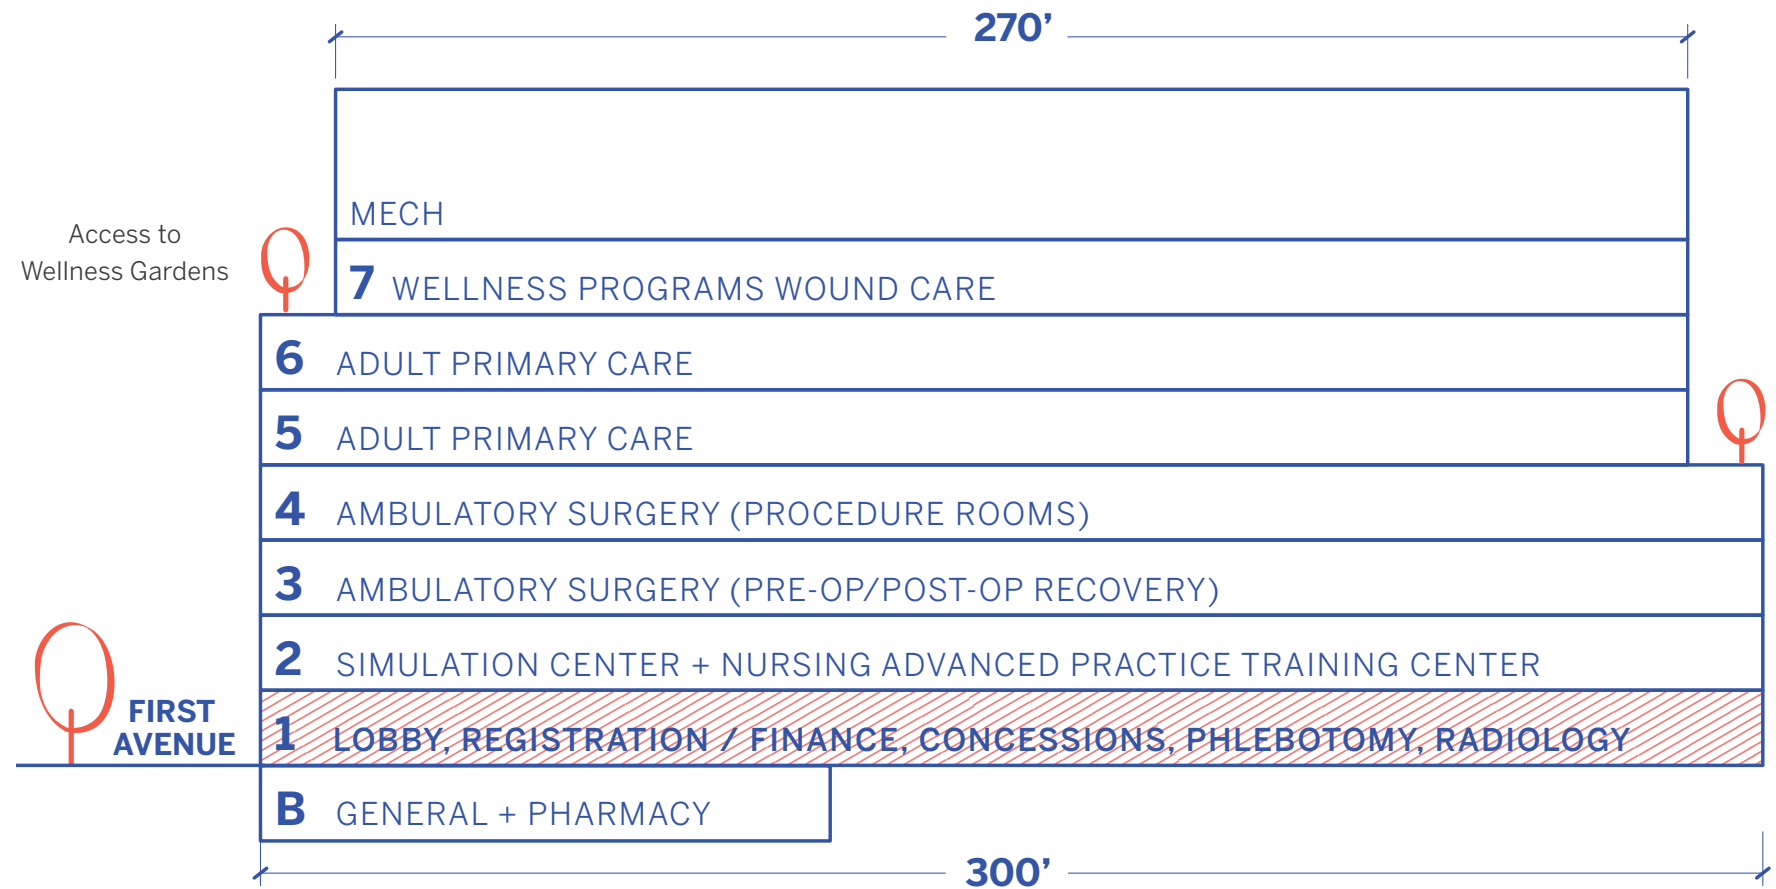 270’
MECH
Access to
Wellness Gardens
7 WELLNESS PROGRAMS WOUND CARE
6 ADULT PRIMARY CARE
5 ADULT PRIMARY CARE
4 AMBULATORY SURGERY (PROCEDURE ROOMS)
3 AMBULATORY SURGERY (PRE-OP/POST-OP RECOVERY)
2 SIMULATION CENTER + NURSING ADVANCED PRACTICE TRAINING CENTER
FIRST
AVENUE
1 LOBBY, REGISTRATION / FINANCE, CONCESSIONS, PHLEBOTOMY, RADIOLOGY
B GENERAL + PHARMACY
300’